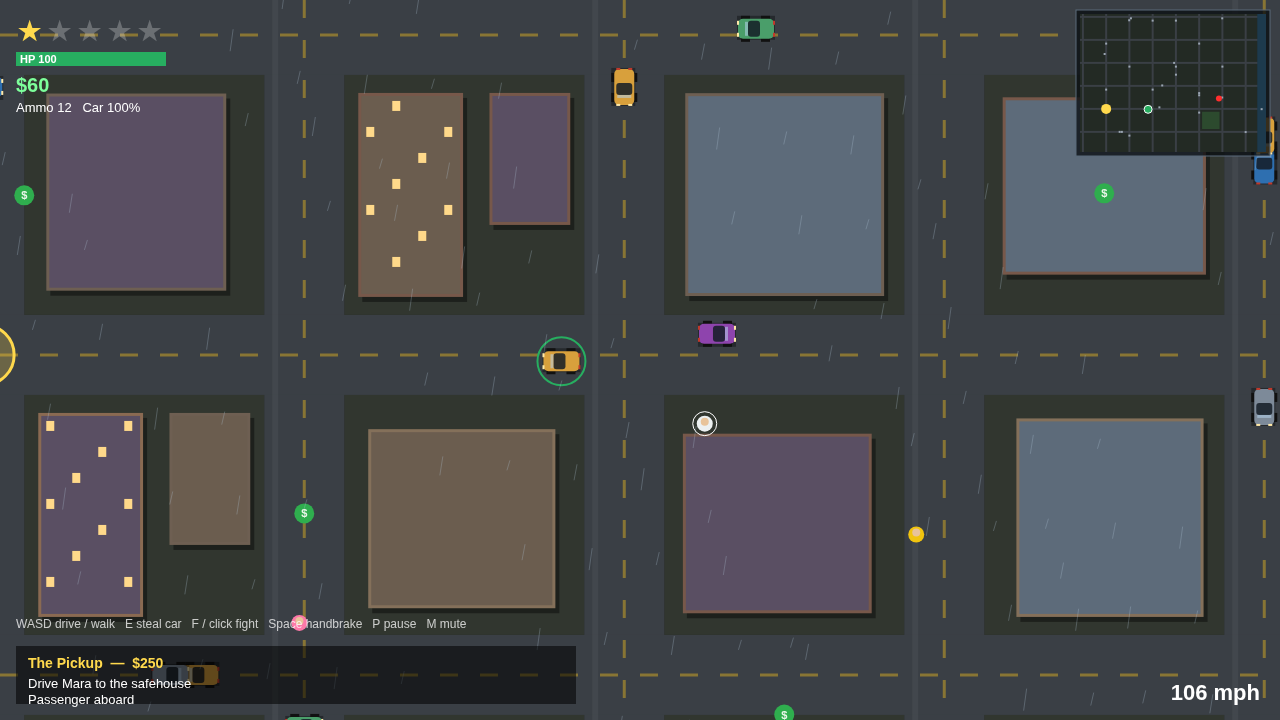 HP 100
$60
Ammo 12 Car 100%
$
$
$
$
WASD drive / walk E steal car F / click fight Space handbrake P pause M mute
The Pickup — $250
Drive Mara to the safehouse
Passenger aboard
106 mph